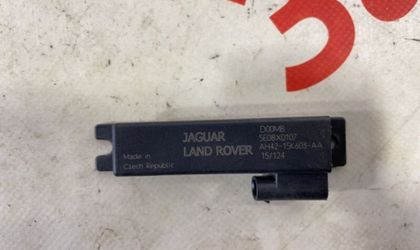 JAGUAR
LAND ROVER
Made in
Czech Republic
D00MB
5E08X0107
AH42-15K603-AA
15/124